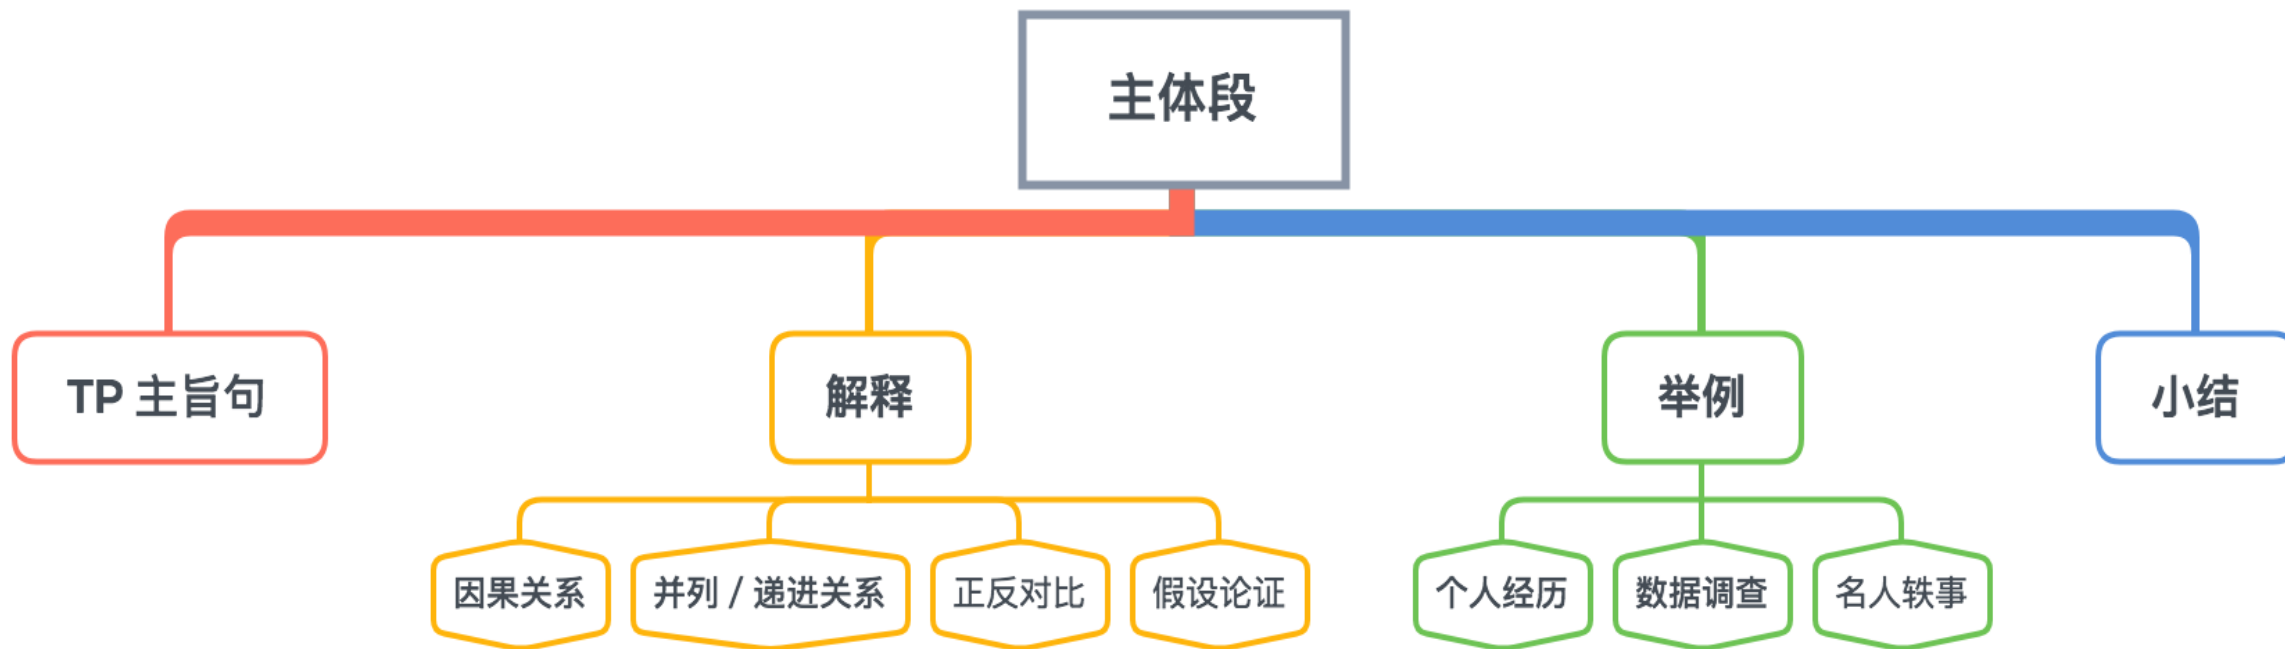 主体段
TP 主旨句
解释
举例
小结
因果关系
并列 / 递进关系
正反对比
假设论证
个人经历
数据调查
名人轶事